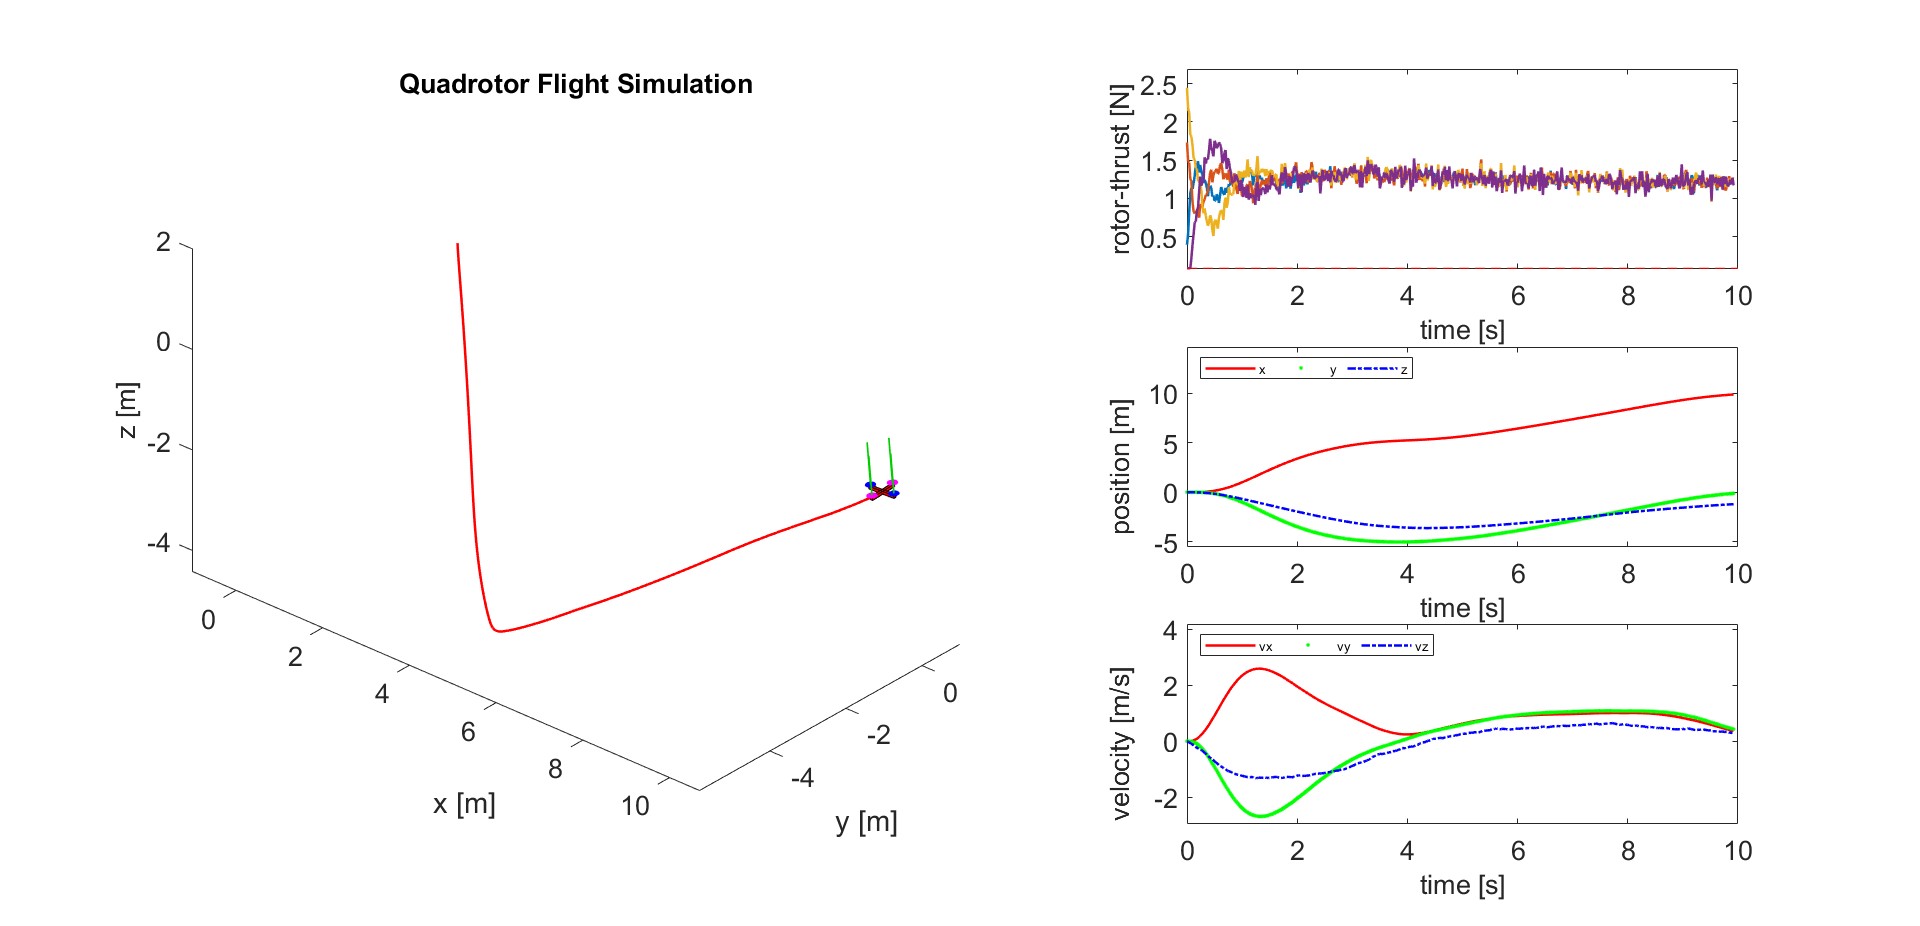 Quadrotor Flight Simulation
2
0
-2
-4
z [m]
0
2
4
6
8
10
x [m]
-4
-2
0
y [m]
2.5
2
1.5
1
0.5
rotor-thrust [N]
0 2 4 6 8 10
time [s]
x y z
10
5
0
-5
position [m]
0 2 4 6 8 10
time [s]
vx vy vz
4
2
0
-2
velocity [m/s]
0 2 4 6 8 10
time [s]